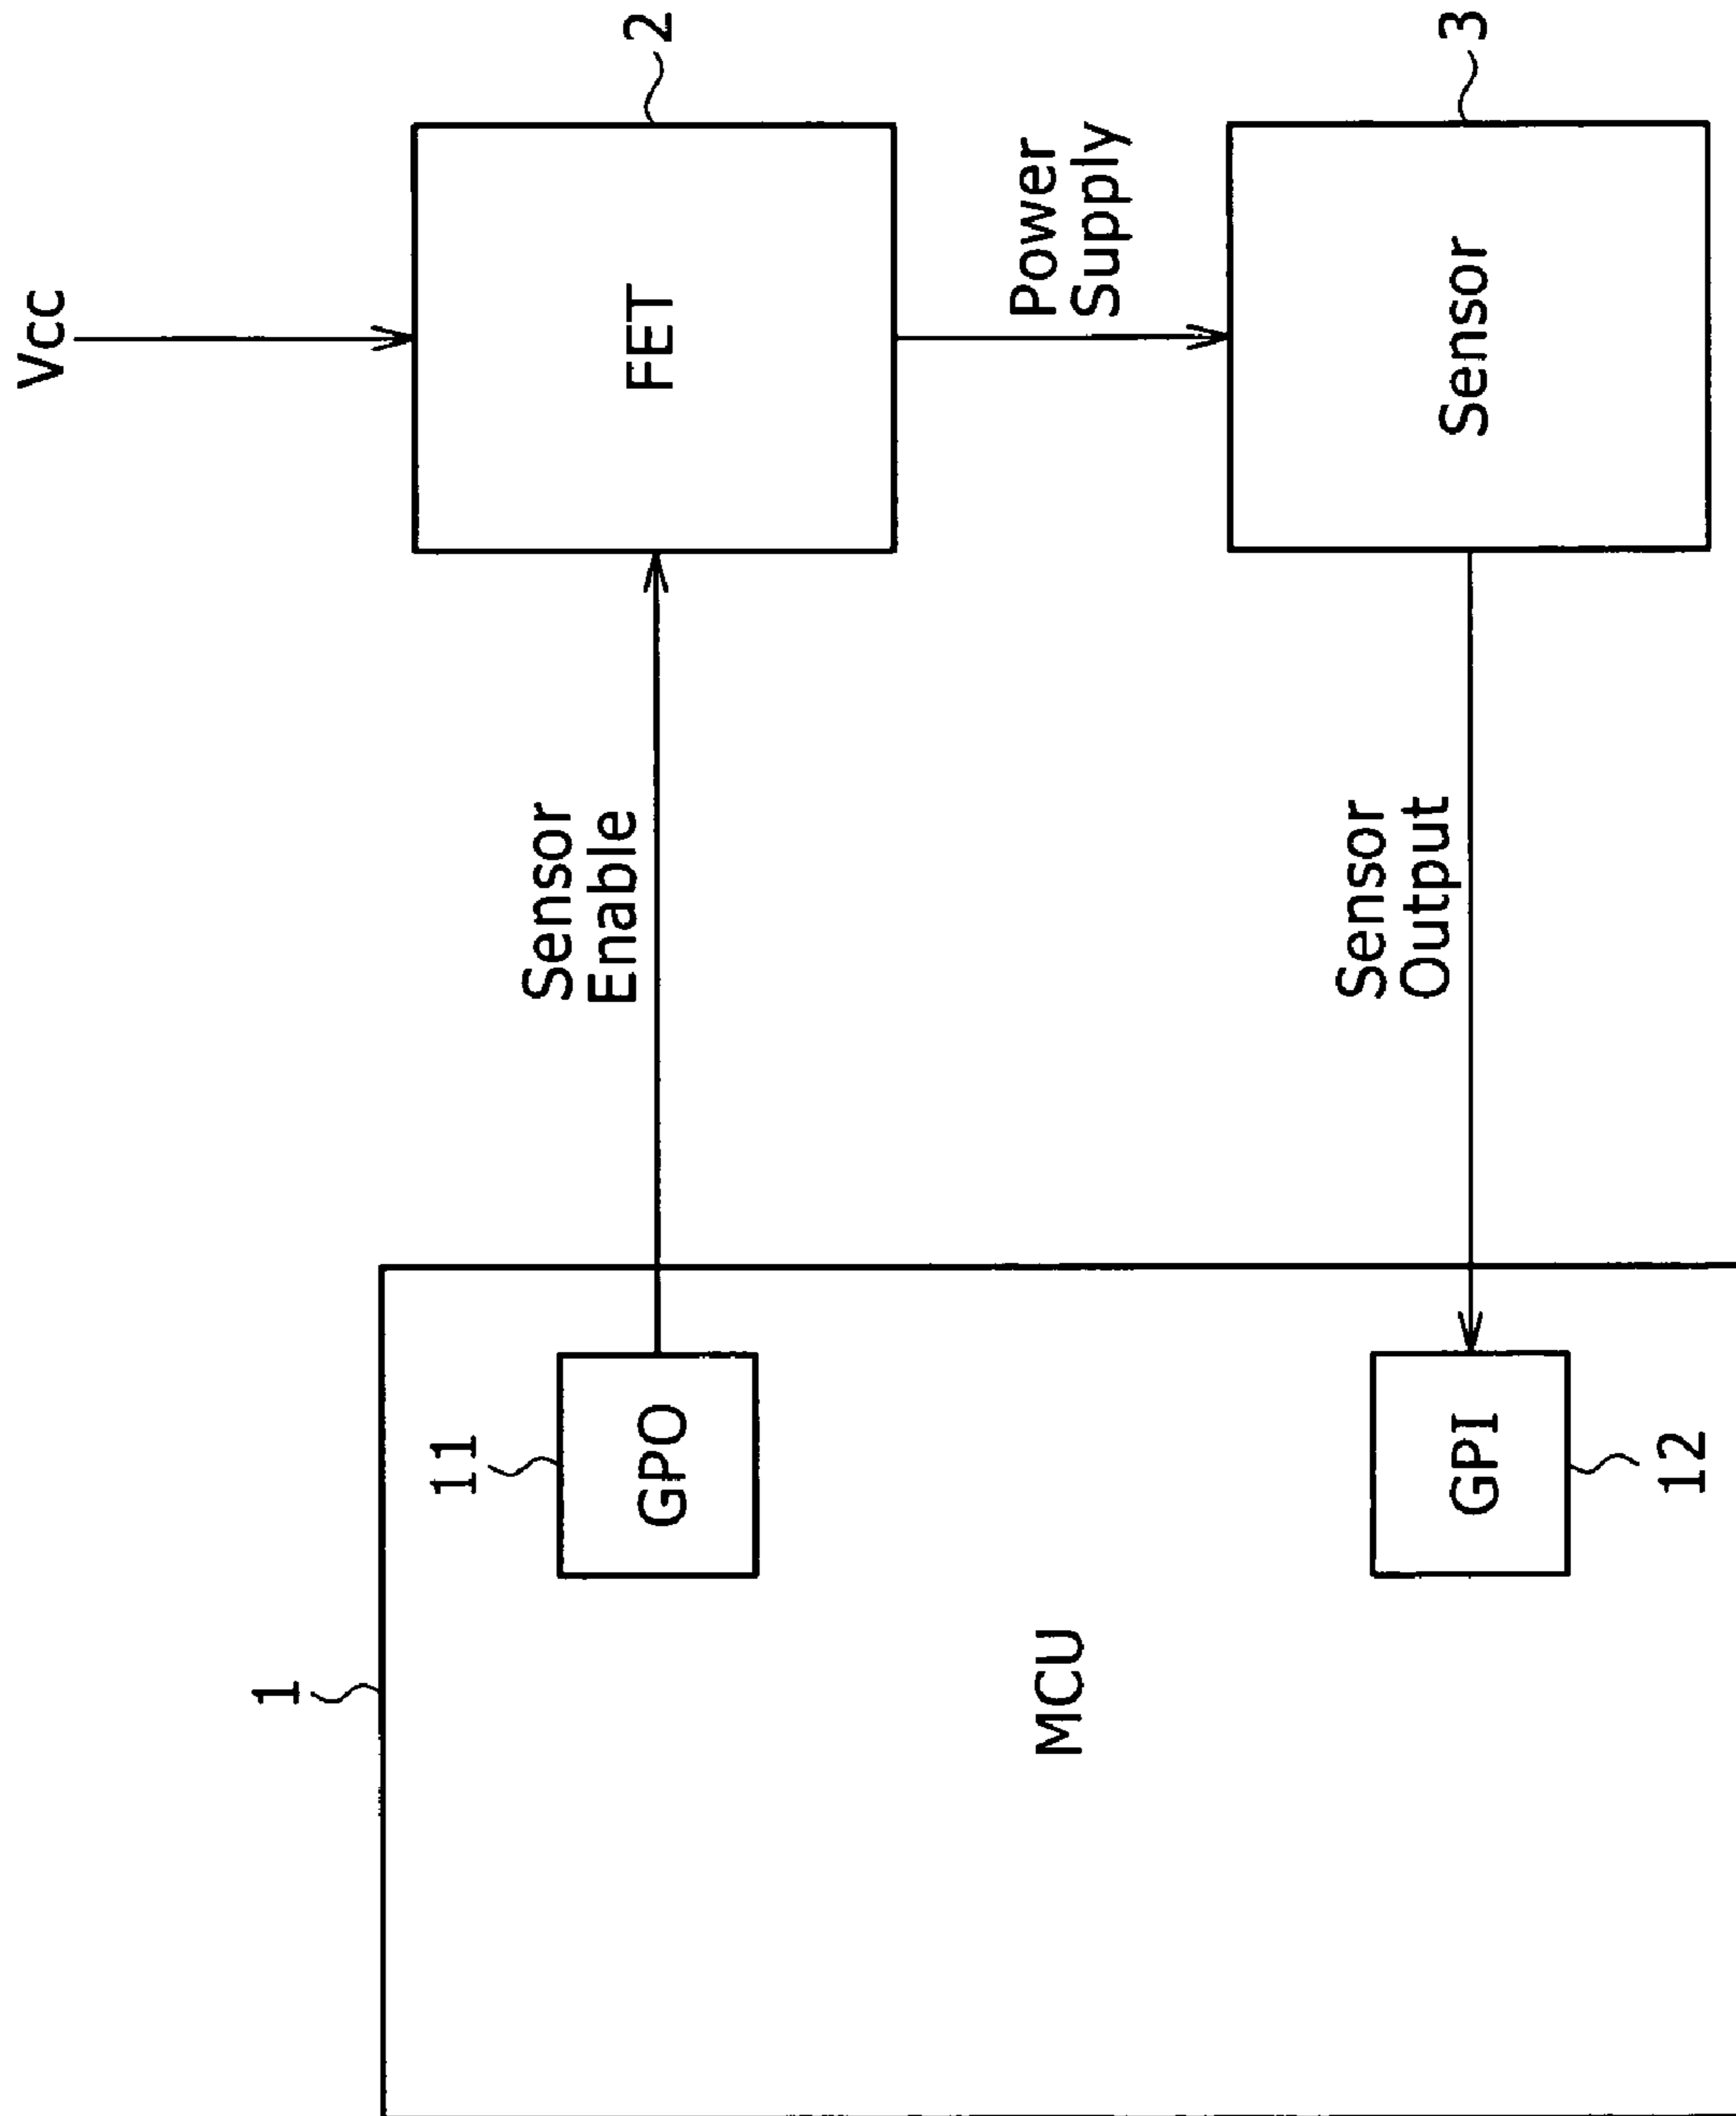 Vcc
2
FET
Power
Supply
3
Sensor
Sensor
Enable
Sensor
Output
1
11
GPO
GPI
12
MCU